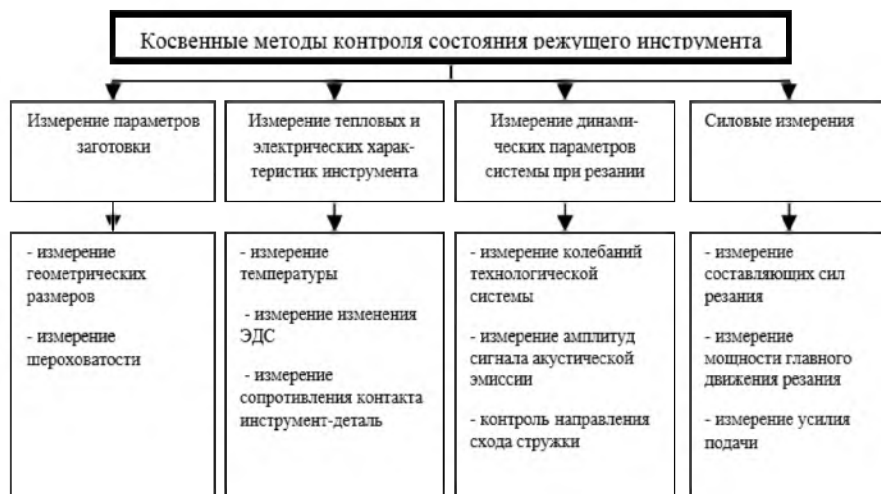 Косвенные методы контроля состояния режущего инструмента
Измерение параметров
заготовки
Измерение тепловых и
электрических харак-
теристик инструмента
Измерение динами-
ческих параметров
системы при резании
Силовые измерения
- измерение
геометрических
размеров
- измерение
шероховатости
- измерение
температуры
- измерение изменения
ЭДС
- измерение
сопротивления контакта
инструмент-деталь
- измерение колебаний
технологической
системы
- измерение амплитуд
сигнала акустической
эмиссии
- контроль направления
схода стружки
- измерение
составляющих сил
резания
- измерение
мощности главного
движения резания
- измерение усилия
подачи